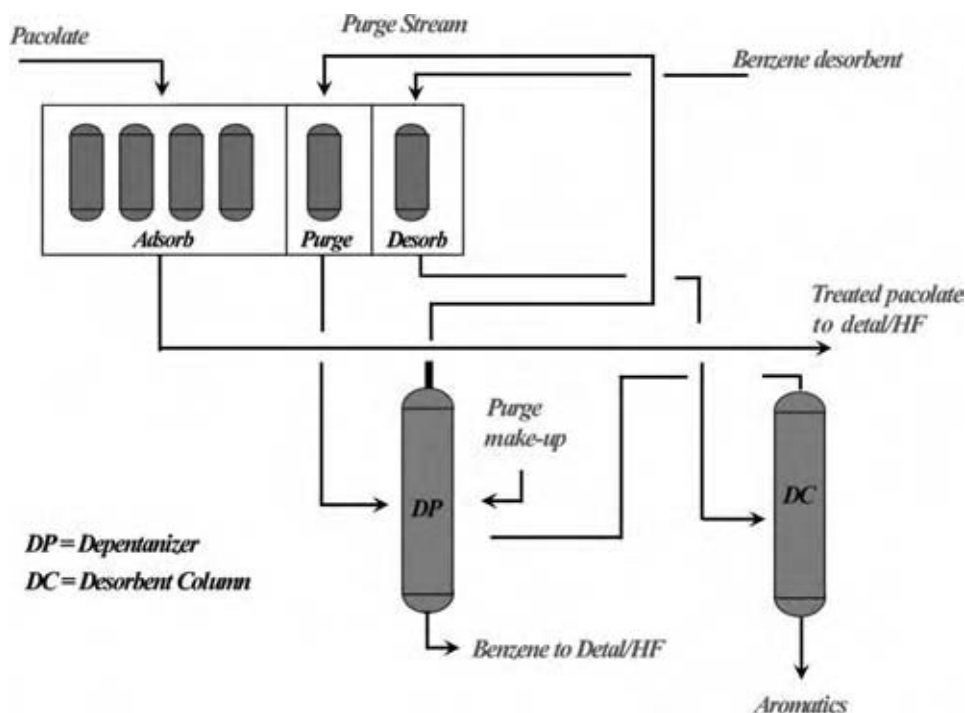 Pacolate
Purge Stream
Benzene desorbent
Adsorb
Purge
Desorb
Treated pacolate
to detal/HF
Purge
make-up
DP
DC
DP = Depentanizer
DC = Desorbent Column
Benzene to Detal/HF
Aromatics